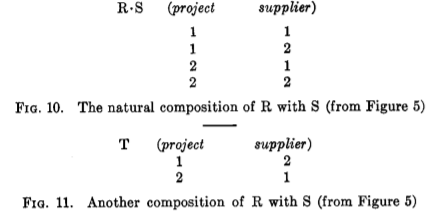 R·S (project supplier)
1 1
1 2
2 1
2 2
FIG. 10. The natural composition of R with S (from Figure 5)
T (project supplier)
1 2
2 1
FIG. 11. Another composition of R with S (from Figure 5)